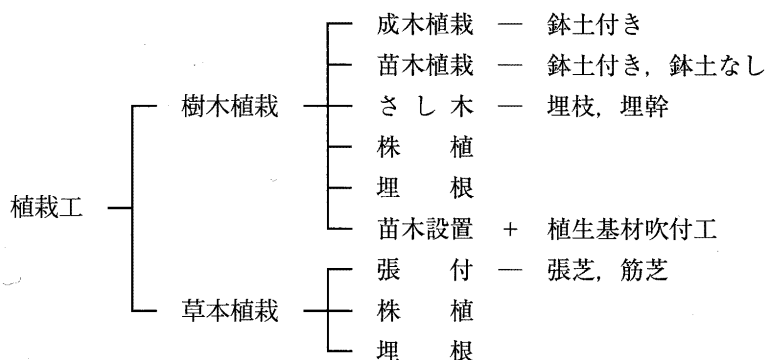 成木植栽 ― 鉢土付き
苗木植栽 ― 鉢土付き，鉢土なし
樹木植栽 さし木 ― 埋枝，埋幹
株植
埋根
植栽工
苗木設置 + 植生基材吹付工
張付 ― 張芝，筋芝
草本植栽 株植
埋根